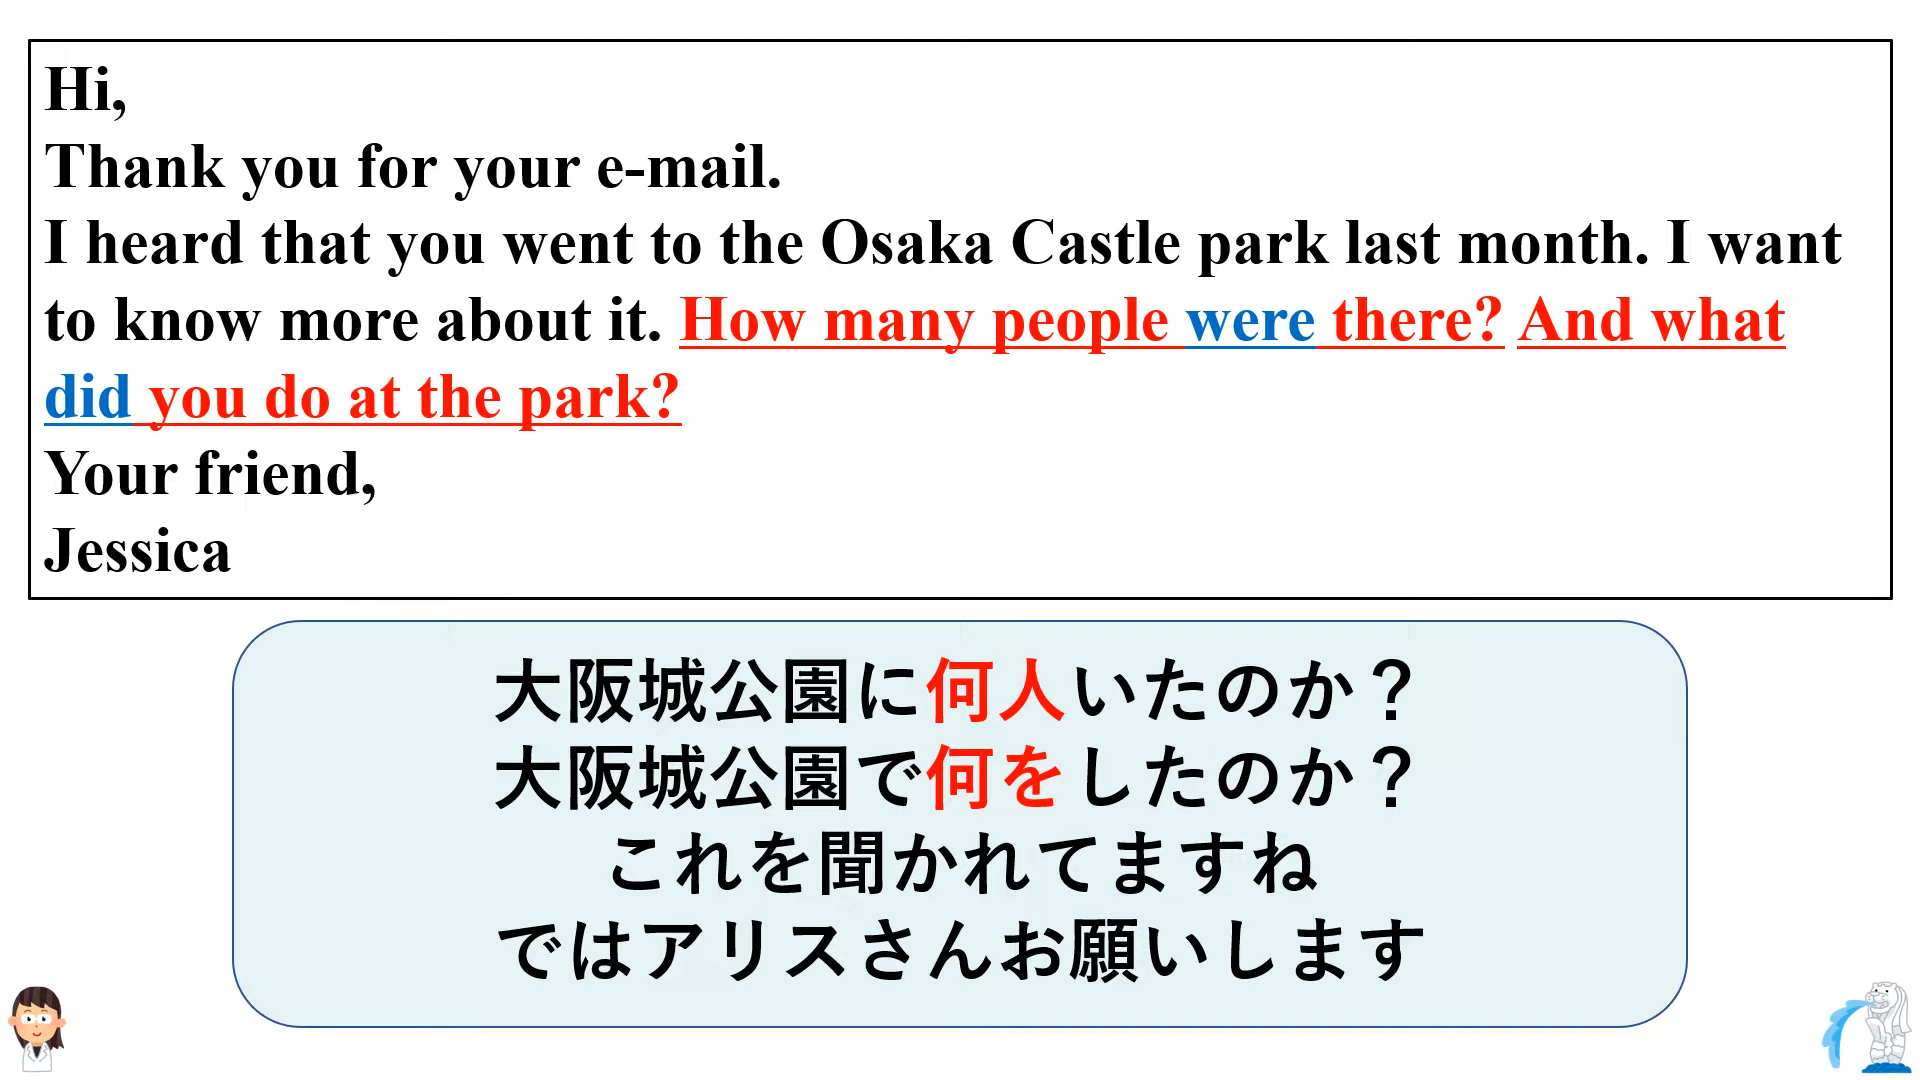 Hi,
Thank you for your e-mail.
I heard that you went to the Osaka Castle park last month. I want
to know more about it. How many people were there? And what
did you do at the park?
Your friend,
Jessica
大阪城公園に何人いたのか？
大阪城公園で何をしたのか？
これを聞かれてますね
ではアリスさんお願いします